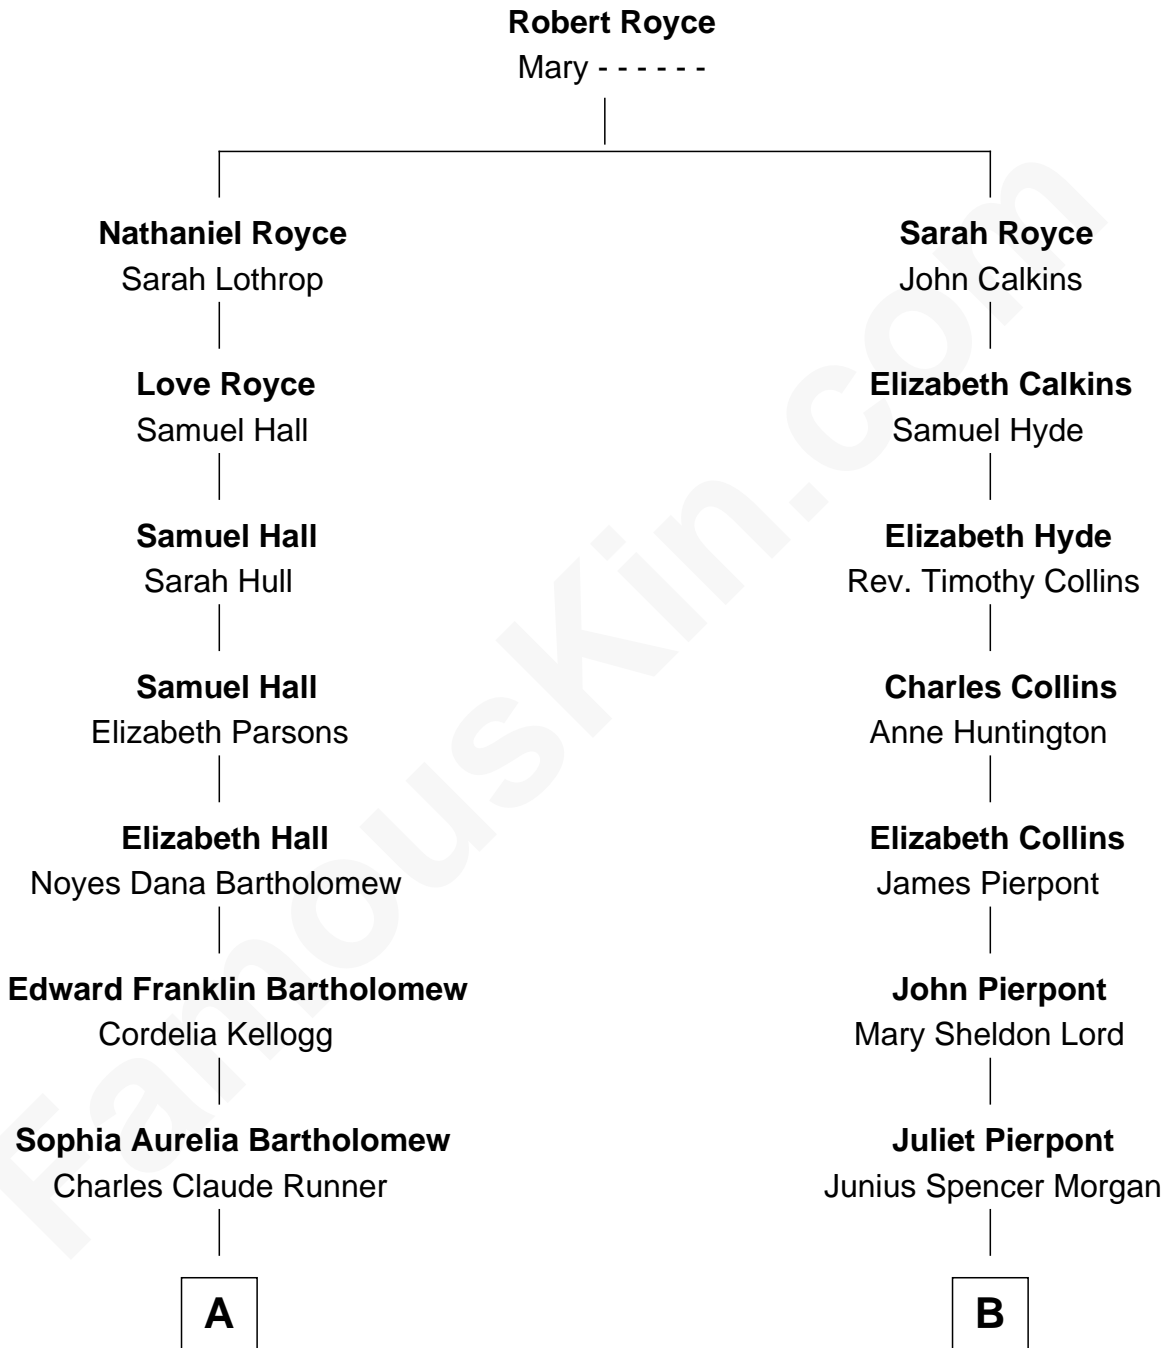 Robert Royce
Mary - - - - - -
Nathaniel Royce
Sarah Lothrop
Sarah Royce
John Calkins
Love Royce
Samuel Hall
Elizabeth Calkins
Samuel Hyde
Samuel Hall
Sarah Hull
Elizabeth Hyde
Rev. Timothy Collins
Samuel Hall
Elizabeth Parsons
Charles Collins
Anne Huntington
Elizabeth Hall
Noyes Dana Bartholomew
Elizabeth Collins
James Pierpont
Edward Franklin Bartholomew
Cordelia Kellogg
John Pierpont
Mary Sheldon Lord
Sophia Aurelia Bartholomew
Charles Claude Runner
Juliet Pierpont
Junius Spencer Morgan
A
B
FamousKin.com